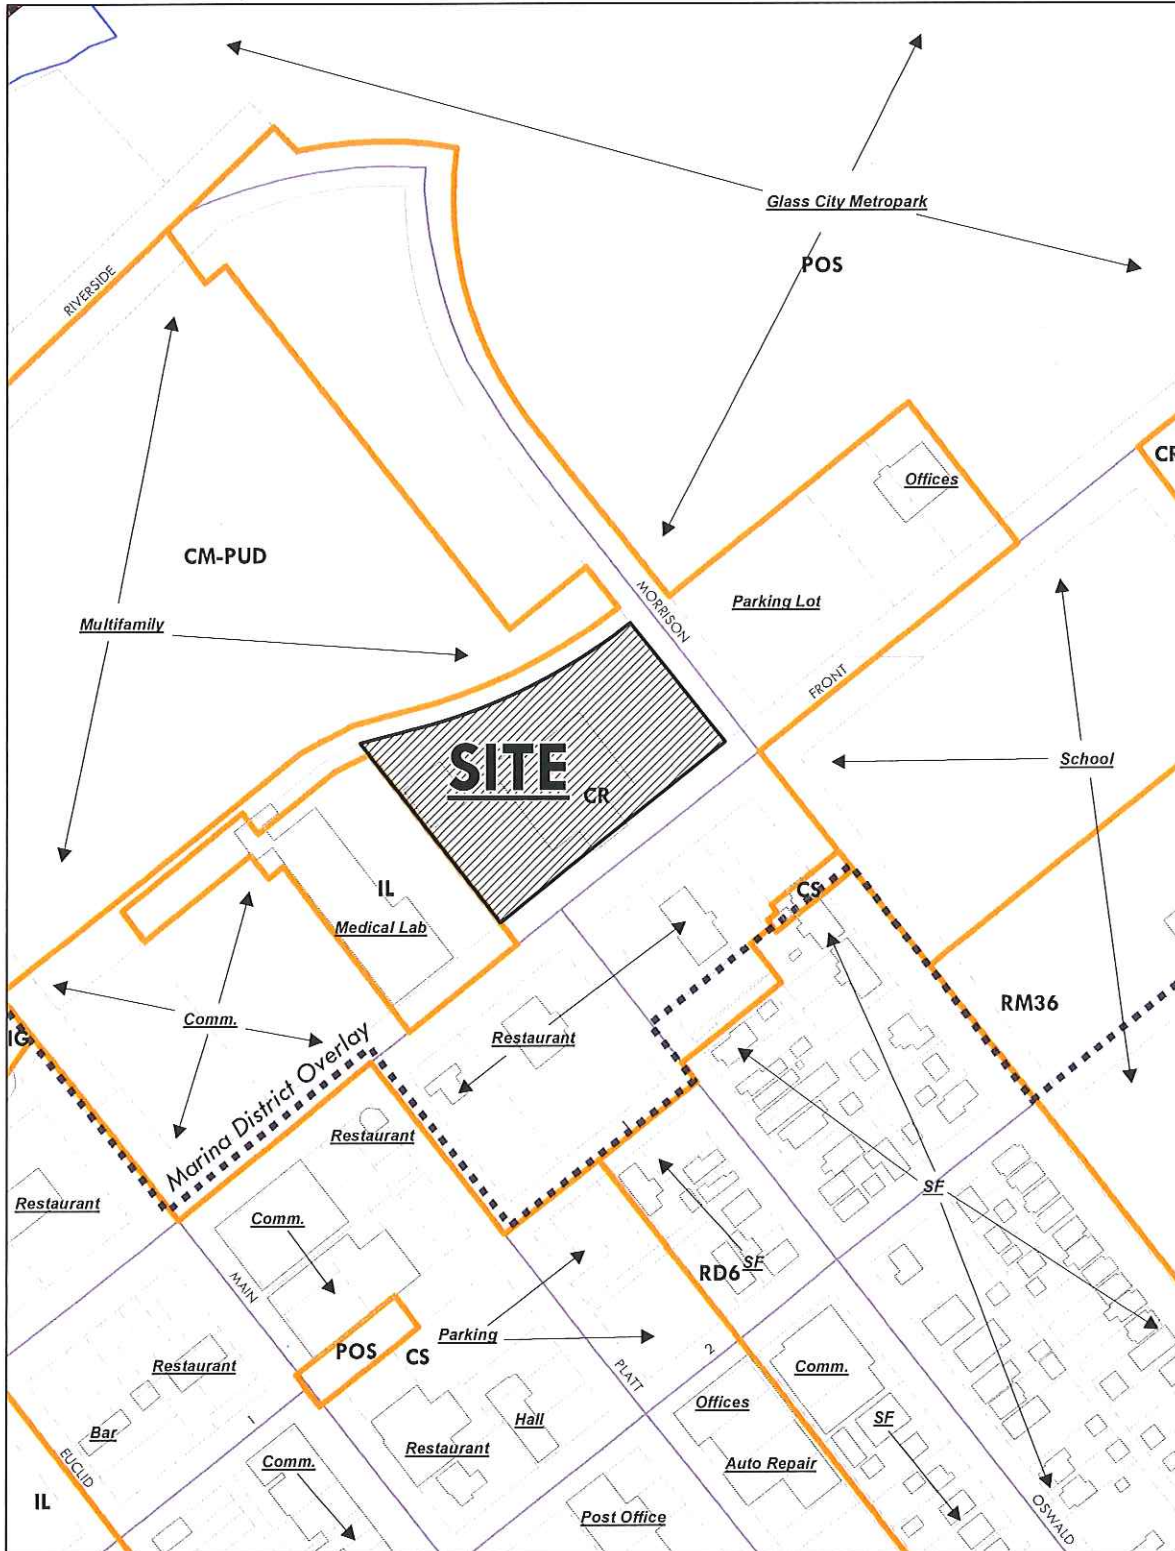 Glass City Metropark
POS
RIVERSIDE
CR
Offices
CM-PUD
MORRISON
Parking Lot
Multifamily
FRONT
SITE
CR
School
IL
CS
Medical Lab
RM36
Comm.
IG
Restaurant
Marina District Overlay
Restaurant
1
SF
Restaurant
Comm.
SF
RD6
MAIN
Parking
POS
CS
2
Restaurant
PLATT
Comm.
Offices
1
Hall
SF
Bar
Restaurant
EUCLID
Comm.
Auto Repair
IL
Post Office
OSWALD